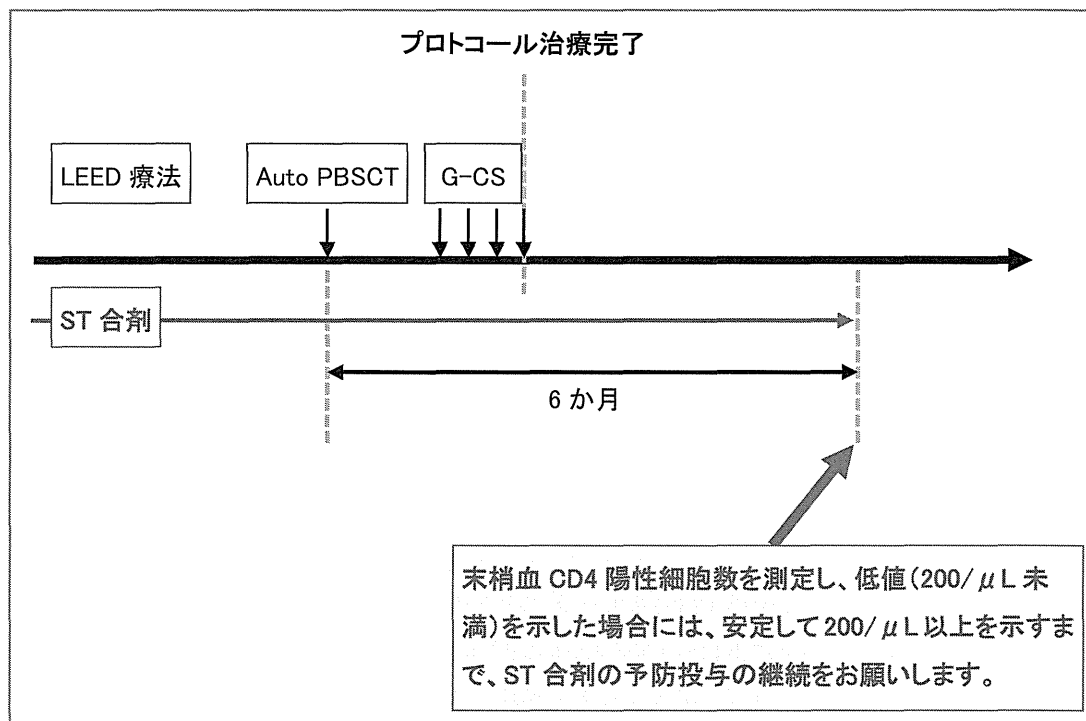 プロトコール治療完了
LEED 療法
Auto PBSCT
G-CS
ST 合剤
6 か月
末梢血 CD4 陽性細胞数を測定し、低値(200/μL 未
満)を示した場合には、安定して 200/μL 以上を示すま
で、ST 合剤の予防投与の継続をお願いします。